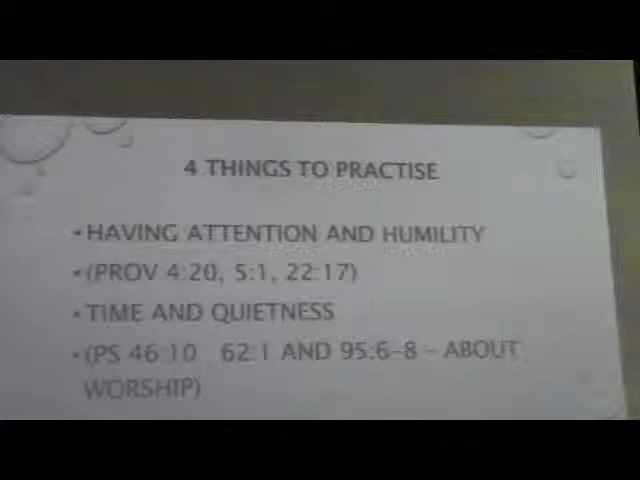 4 THINGS TO PRACTISE
•HAVING ATTENTION AND HUMILITY
•(PROV 4:20, 5:1, 22:17)
•TIME AND QUIETNESS
•(PS 46:10 62:1 AND 95:6-8 - ABOUT
WORSHIP)